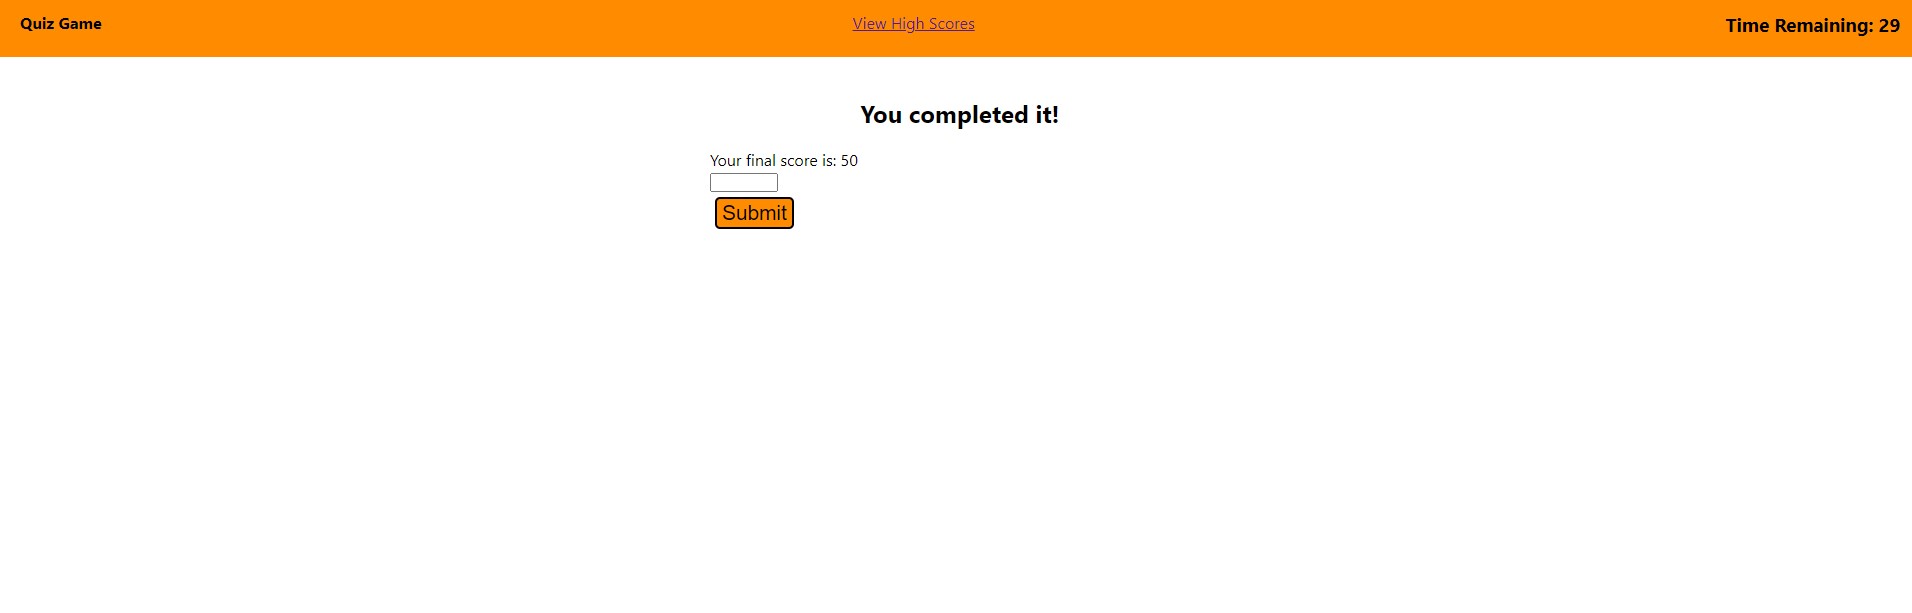 Quiz Game
View High Scores
Time Remaining: 29
You completed it!
Your final score is: 50
Submit